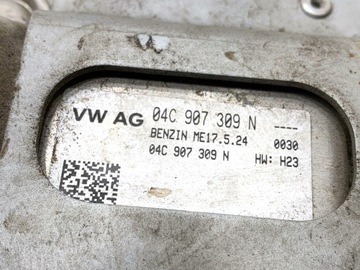 VW AG 04C 907 309 N ----
BENZIN ME17.5.24 0030
04C 907 309 N HW: H23